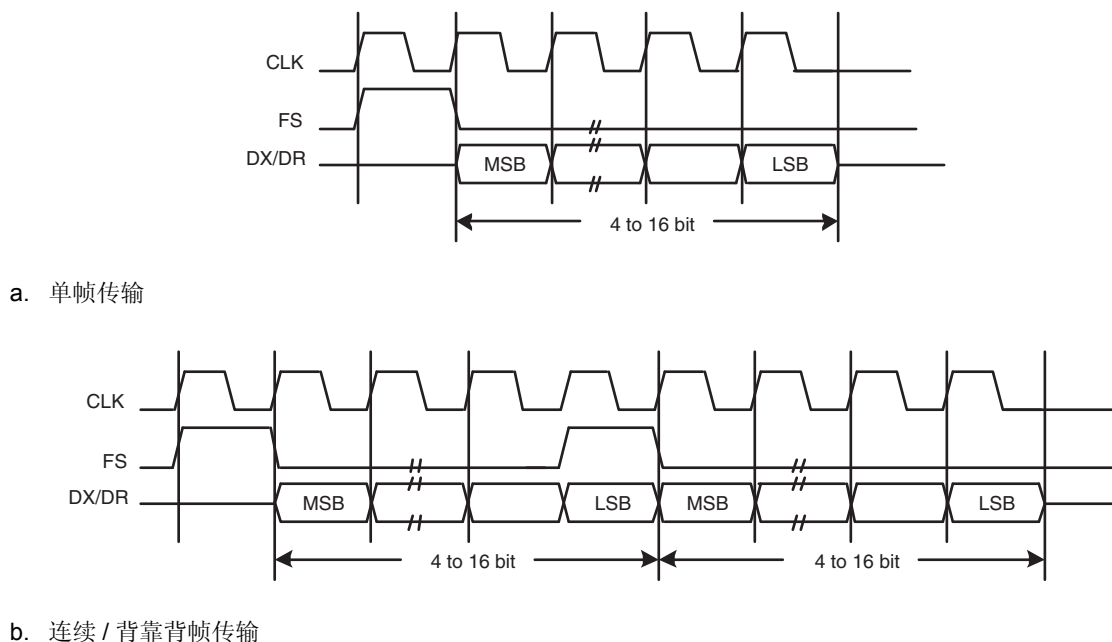 CLK
FS
DX/DR
MSB
LSB
4 to 16 bit
a. 单帧传输
CLK
FS
DX/DR
MSB
LSB
MSB
LSB
4 to 16 bit
4 to 16 bit
b. 连续 / 背靠背帧传输